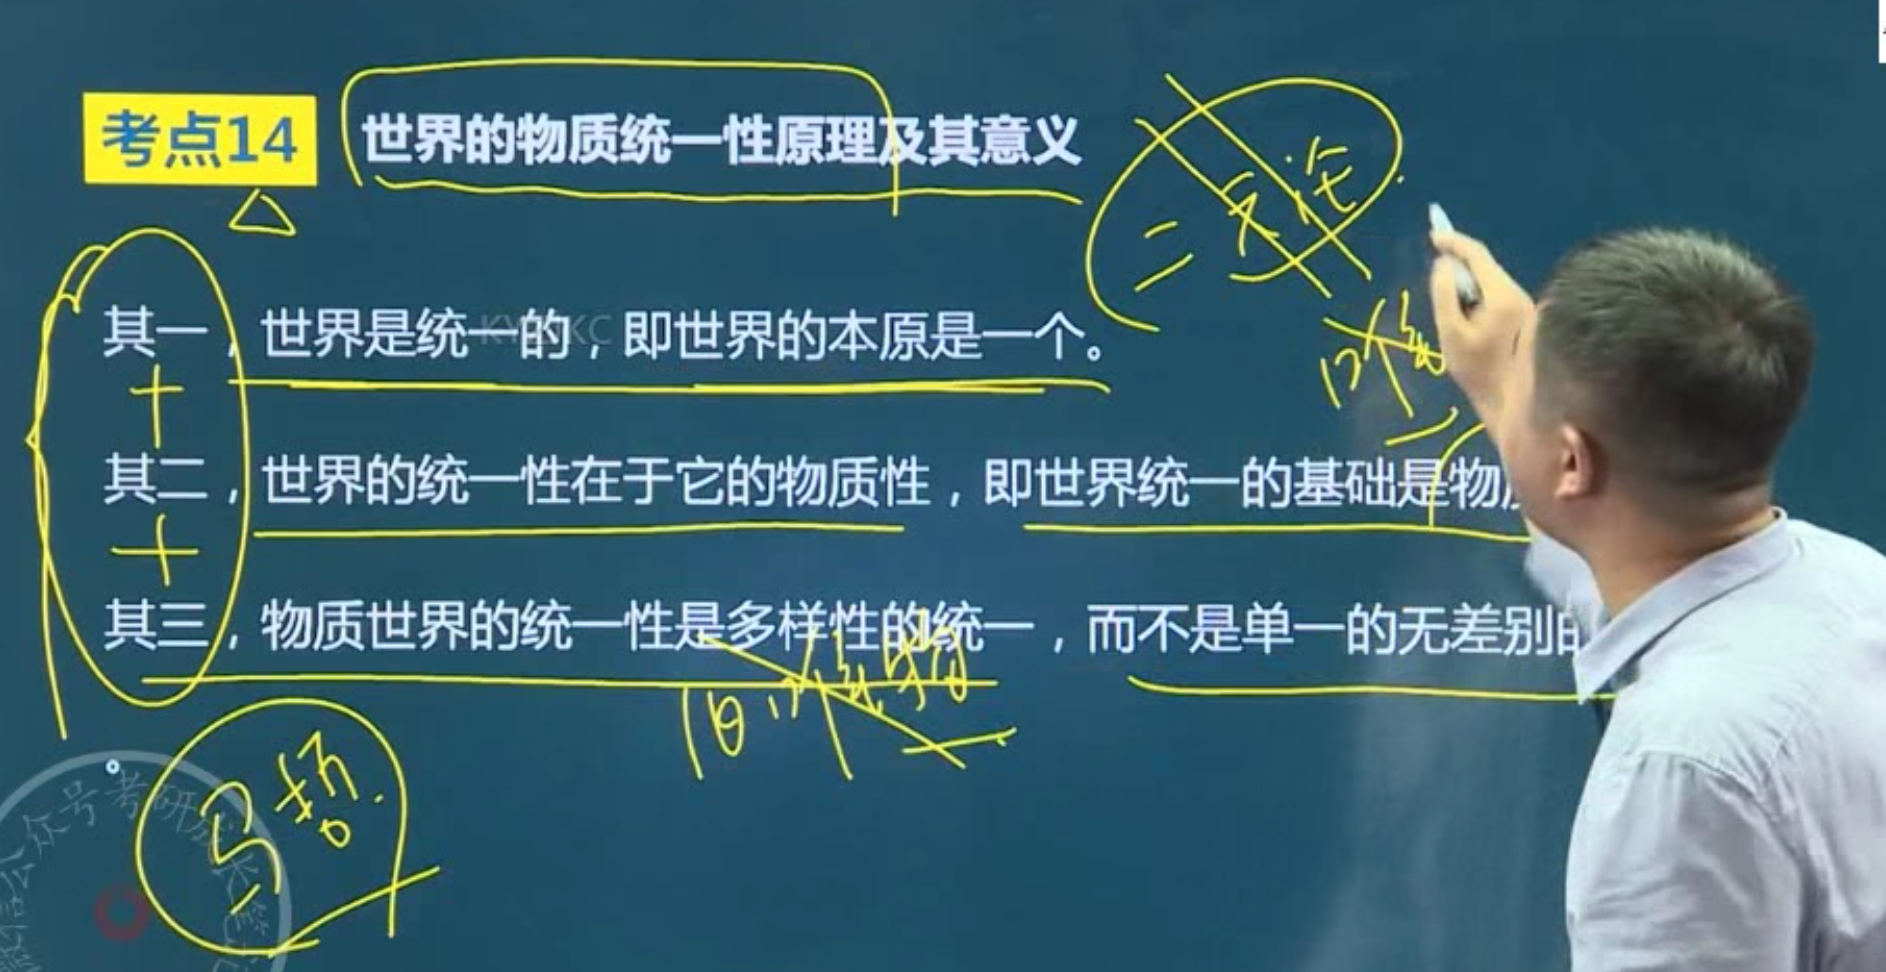 考点14 世界的物质统一性原理及其意义
二元论
其一，世界是统一的，即世界的本原是一个。
KY  KC
唯
其二，世界的统一性在于它的物质性，即世界统一的基础是物
其三，物质世界的统一性是多样性的统一，而不是单一的无差别的
旧唯物
马哲
公众号考研